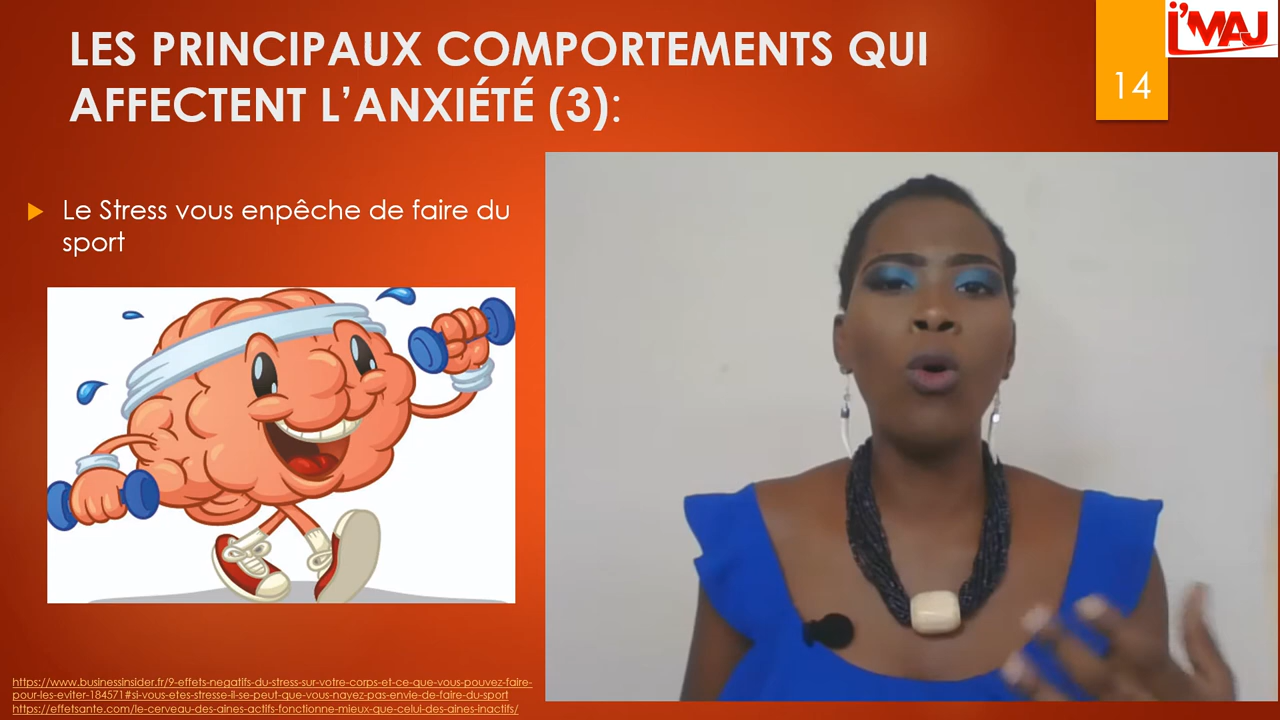 LES PRINCIPAUX COMPORTEMENTS QUI
AFFECTENT L’ANXIÉTÉ (3):
14
i'MAJ
Le Stress vous enpêche de faire du
sport
https://www.businessinsider.fr/9-effets-negatifs-du-stress-sur-votre-corps-et-ce-que-vous-pouvez-faire-
pour-les-eviter-184571#si-vous-etes-stresse-il-se-peut-que-vous-nayez-pas-envie-de-faire-du-sport
https://effetsante.com/le-cerveau-des-aines-actifs-fonctionne-mieux-que-celui-des-aines-inactifs/